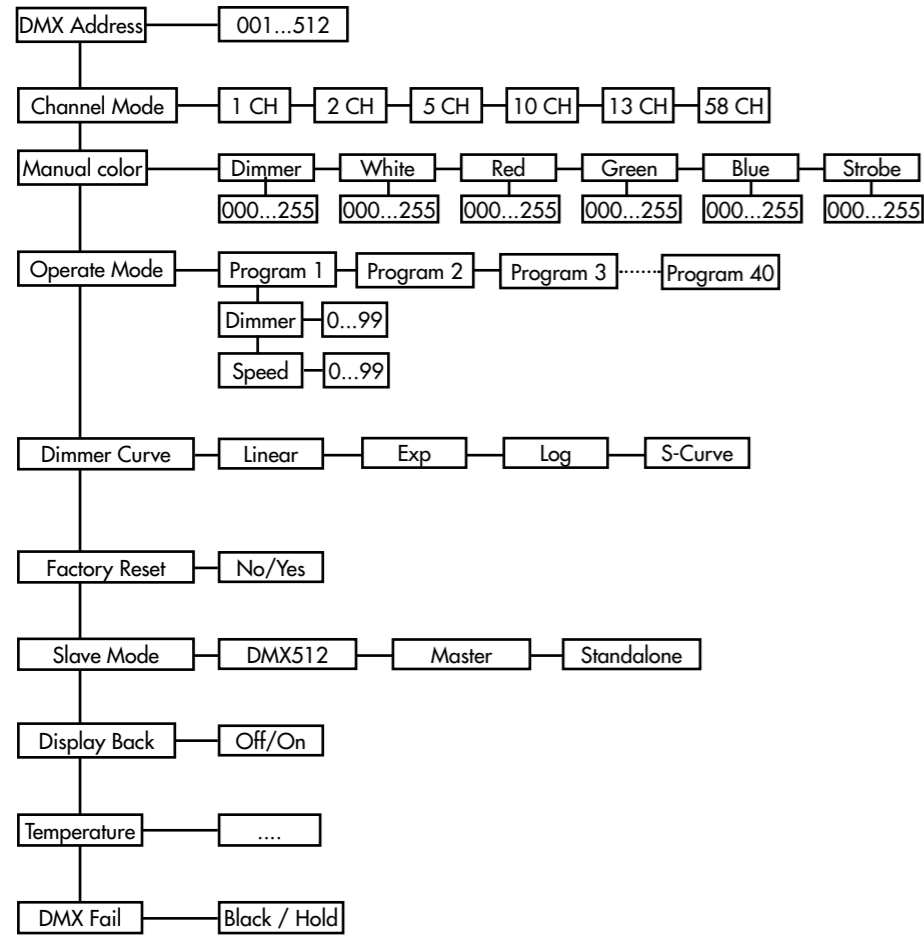 DMX Address 001...512
Channel Mode 1 CH 2 CH 5 CH 10 CH 13 CH 58 CH
Manual color Dimmer White Red Green Blue Strobe
000...255 000...255 000...255 000...255 000...255 000...255
Operate Mode Program 1 Program 2 Program 3 Program 40
Dimmer 0...99
Speed 0...99
Dimmer Curve Linear Exp Log S-Curve
Factory Reset No/Yes
Slave Mode DMX512 Master Standalone
Display Back Off/On
Temperature ....
DMX Fail Black / Hold